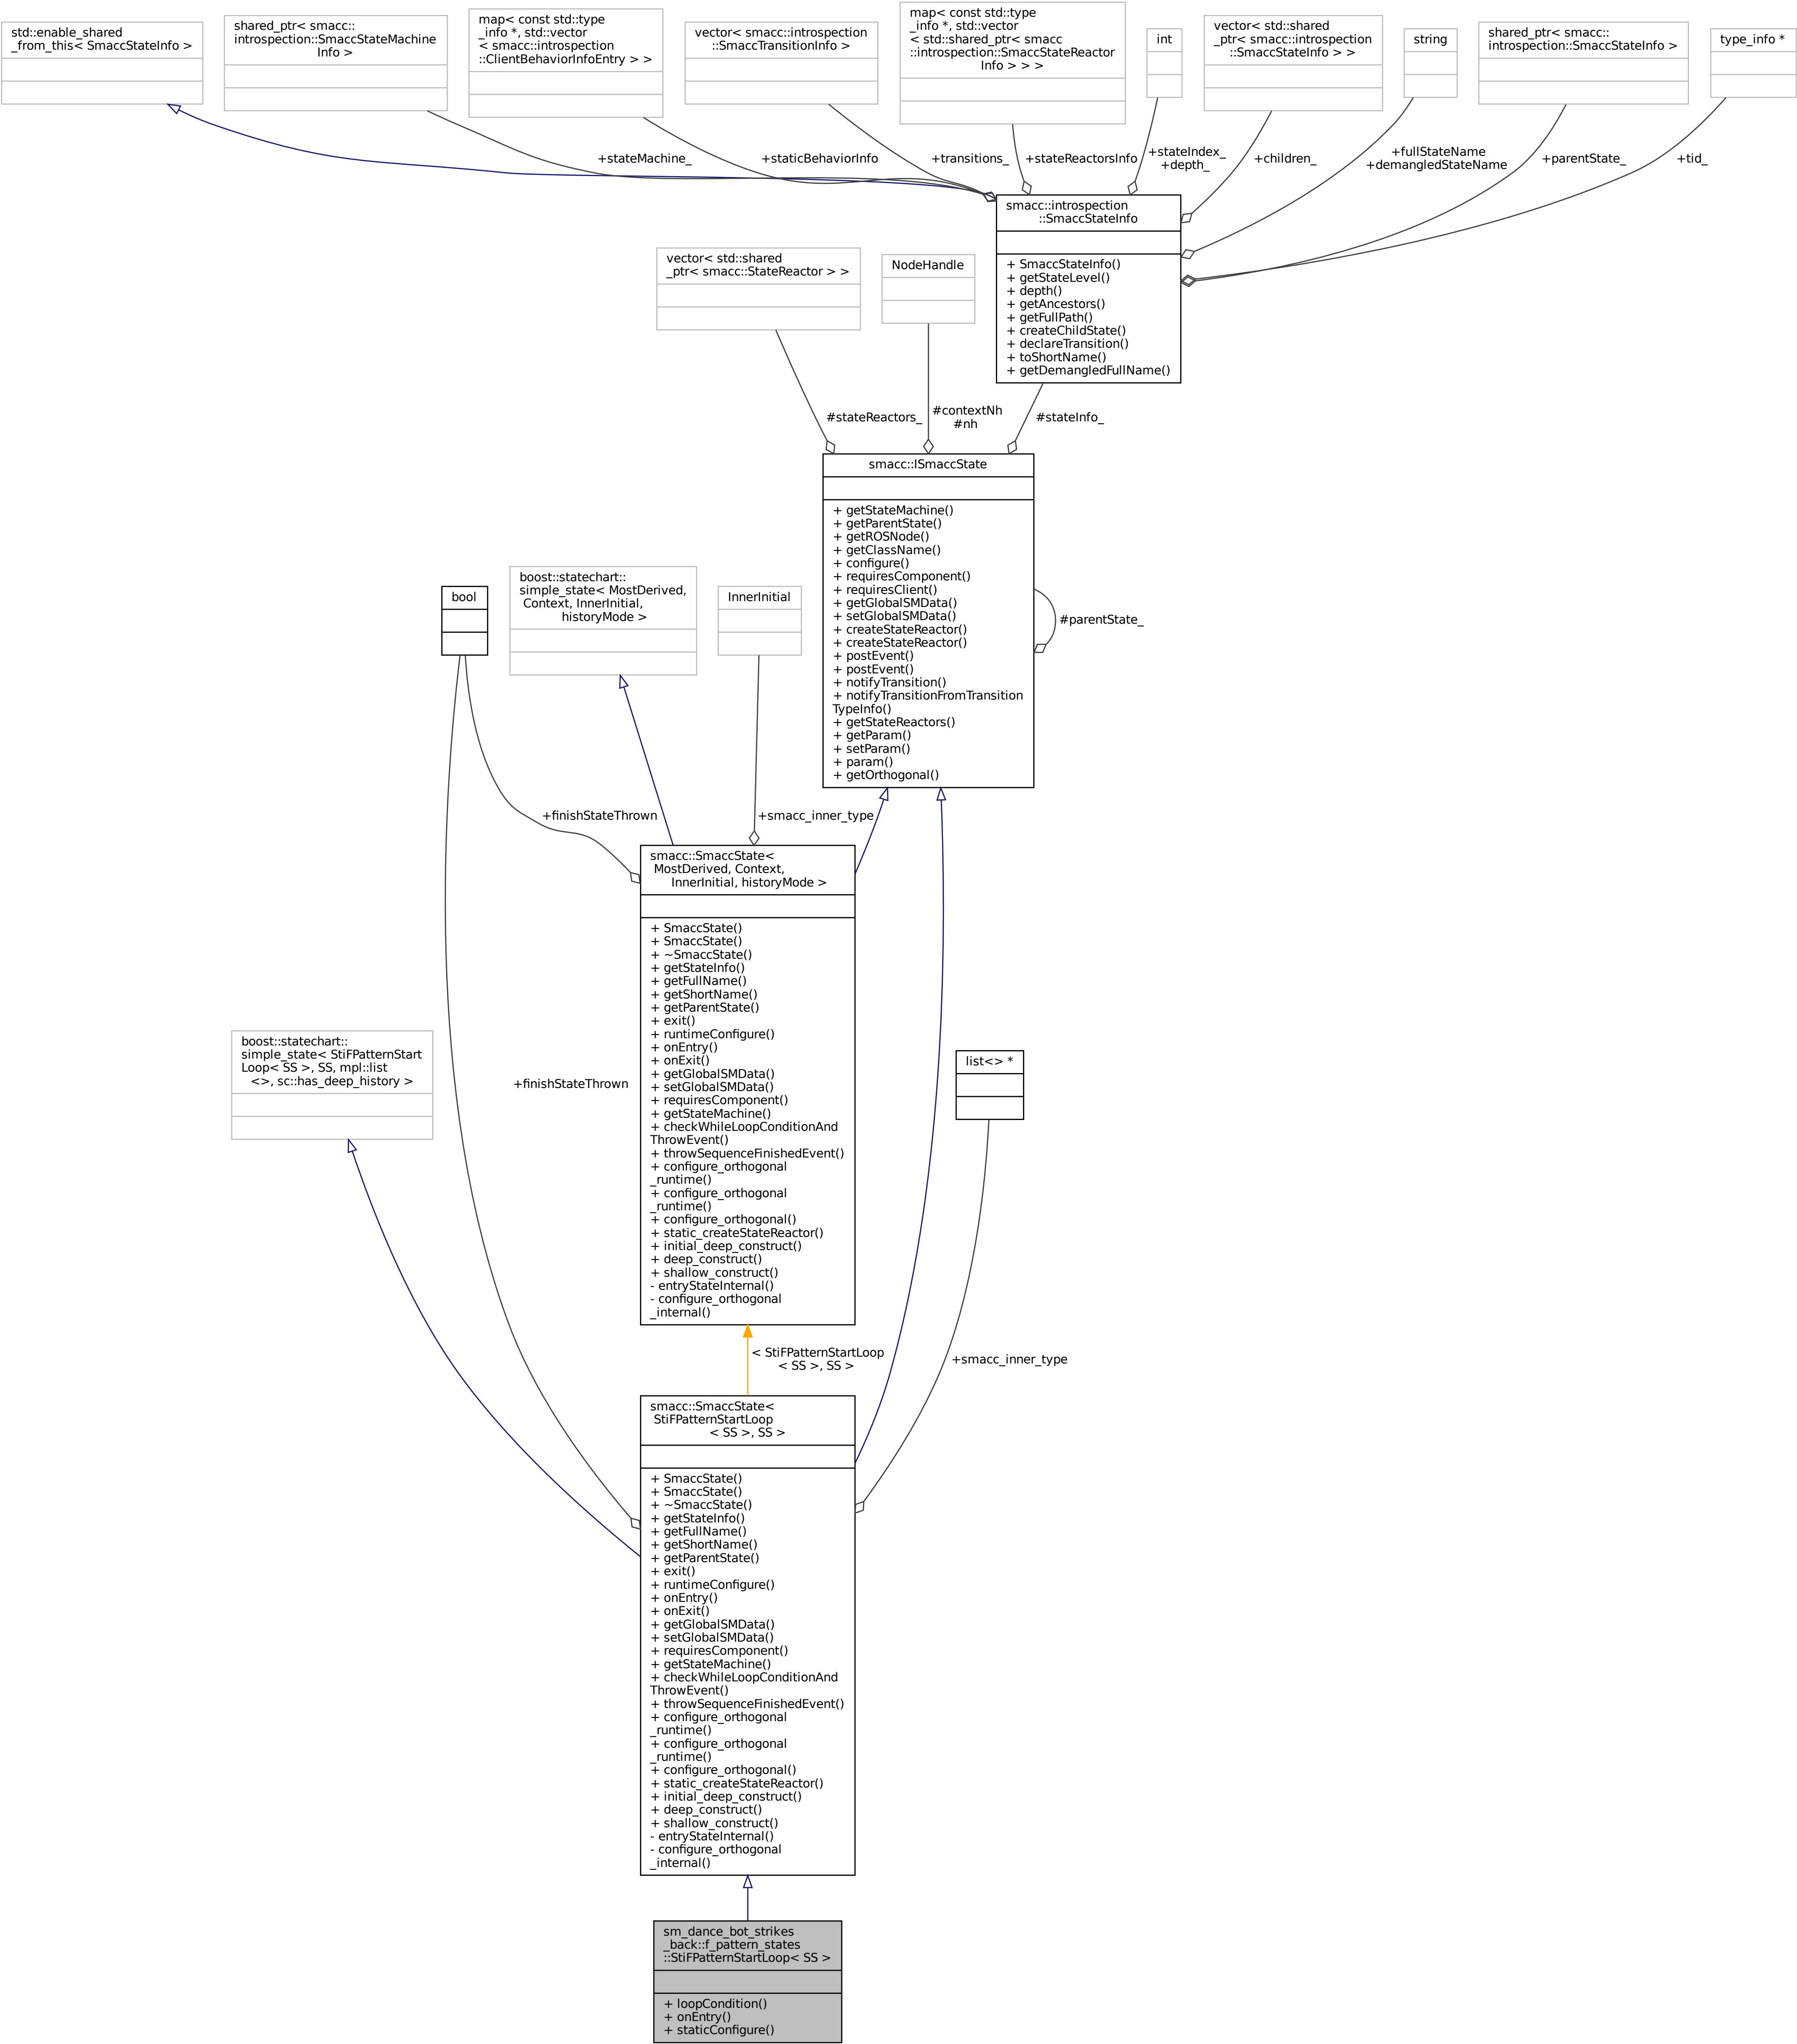 std::enable_shared
_from_this< SmaccStateInfo >
shared_ptr< smacc::
introspection::SmaccStateMachine
Info >
map< const std::type
_info *, std::vector
< smacc::introspection
::ClientBehaviorInfoEntry > >
vector< smacc::introspection
::SmaccTransitionInfo >
map< const std::type
_info *, std::vector
< std::shared_ptr< smacc
::introspection::SmaccStateReactor
Info > > >
int
vector< std::shared
_ptr< smacc::introspection
::SmaccStateInfo > >
string
shared_ptr< smacc::
introspection::SmaccStateInfo >
type_info *
+stateMachine_
+staticBehaviorInfo
+transitions_
+stateReactorsInfo
+stateIndex_
+depth_
+children_
+fullStateName
+demangledStateName
+parentState_
+tid_
smacc::introspection
::SmaccStateInfo
+ SmaccStateInfo()
+ getStateLevel()
+ depth()
+ getAncestors()
+ getFullPath()
+ createChildState()
+ declareTransition()
+ toShortName()
+ getDemangledFullName()
vector< std::shared
_ptr< smacc::StateReactor > >
NodeHandle
#stateReactors_
#contextNh
#nh
#stateInfo_
smacc::ISmaccState
+ getStateMachine()
+ getParentState()
+ getROSNode()
+ getClassName()
+ configure()
+ requiresComponent()
+ requiresClient()
+ getGlobalSMData()
+ setGlobalSMData()
+ createStateReactor()
+ createStateReactor()
+ postEvent()
+ postEvent()
+ notifyTransition()
+ notifyTransitionFromTransition
TypeInfo()
+ getStateReactors()
+ getParam()
+ setParam()
+ param()
+ getOrthogonal()
#parentState_
bool
boost::statechart::
simple_state< MostDerived,
Context, InnerInitial,
historyMode >
InnerInitial
+finishStateThrown
+smacc_inner_type
smacc::SmaccState<
MostDerived, Context,
InnerInitial, historyMode >
+ SmaccState()
+ SmaccState()
+ ~SmaccState()
+ getStateInfo()
+ getFullName()
+ getShortName()
+ getParentState()
+ exit()
+ runtimeConfigure()
+ onEntry()
+ onExit()
+ getGlobalSMData()
+ setGlobalSMData()
+ requiresComponent()
+ getStateMachine()
+ checkWhileLoopConditionAnd
ThrowEvent()
+ throwSequenceFinishedEvent()
+ configure_orthogonal
_runtime()
+ configure_orthogonal
_runtime()
+ configure_orthogonal()
+ static_createStateReactor()
+ initial_deep_construct()
+ deep_construct()
+ shallow_construct()
- entryStateInternal()
- configure_orthogonal
_internal()
boost::statechart::
simple_state< StiFPatternStart
Loop< SS >, SS, mpl::list
<>, sc::has_deep_history >
+finishStateThrown
list<> *
< StiFPatternStartLoop
< SS >, SS >
+smacc_inner_type
smacc::SmaccState<
StiFPatternStartLoop
< SS >, SS >
+ SmaccState()
+ SmaccState()
+ ~SmaccState()
+ getStateInfo()
+ getFullName()
+ getShortName()
+ getParentState()
+ exit()
+ runtimeConfigure()
+ onEntry()
+ onExit()
+ getGlobalSMData()
+ setGlobalSMData()
+ requiresComponent()
+ getStateMachine()
+ checkWhileLoopConditionAnd
ThrowEvent()
+ throwSequenceFinishedEvent()
+ configure_orthogonal
_runtime()
+ configure_orthogonal
_runtime()
+ configure_orthogonal()
+ static_createStateReactor()
+ initial_deep_construct()
+ deep_construct()
+ shallow_construct()
- entryStateInternal()
- configure_orthogonal
_internal()
sm_dance_bot_strikes
_back::f_pattern_states
::StiFPatternStartLoop< SS >
+ loopCondition()
+ onEntry()
+ staticConfigure()